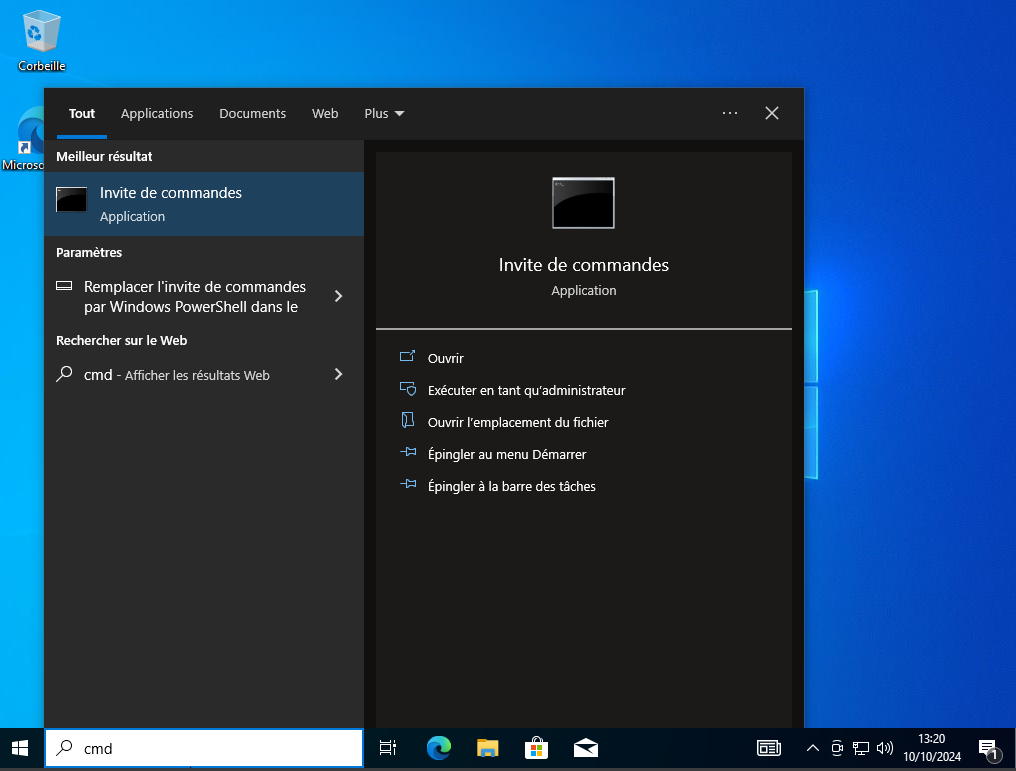 Corbeille
Microso
Tout
Applications
Documents
Web
Plus
Meilleur résultat
Invite de commandes
Application
Paramètres
Remplacer l'invite de commandes
par Windows PowerShell dans le
Rechercher sur le Web
cmd - Afficher les résultats Web
Invite de commandes
Application
Ouvrir
Exécuter en tant qu'administrateur
Ouvrir l'emplacement du fichier
Épingler au menu Démarrer
Épingler à la barre des tâches
cmd
13:20
10/10/2024
1